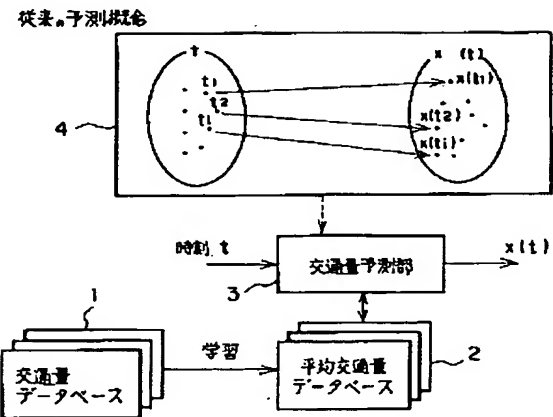 従来の予測概念
t
x (t)
t1
x(t1)
t2
x(t2)
ti
x(ti)
4
時刻 t
交通量予測部
x(t)
3
1
学習
交通量
データベース
平均交通量
データベース
2